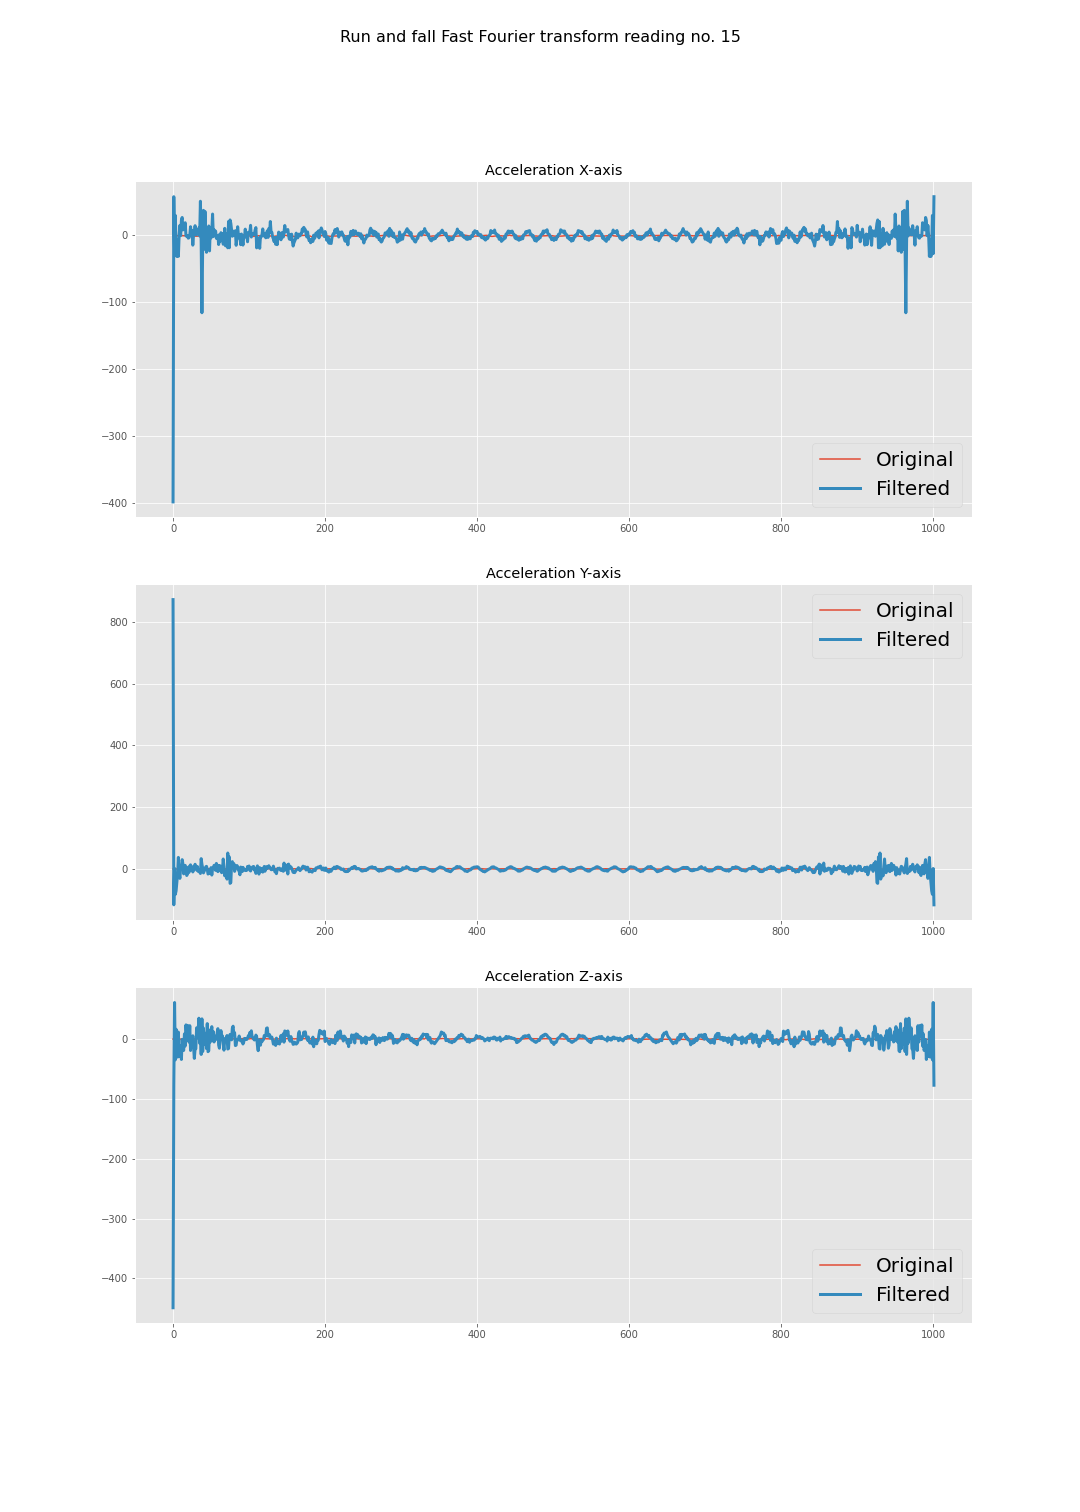 Run and fall Fast Fourier transform reading no. 15
Acceleration X-axis
0
−100
−200
−300
−400
Original
Filtered
0 200 400 600 800 1000
Acceleration Y-axis
800
600
400
200
0
Original
Filtered
0 200 400 600 800 1000
Acceleration Z-axis
0
−100
−200
−300
−400
Original
Filtered
0 200 400 600 800 1000